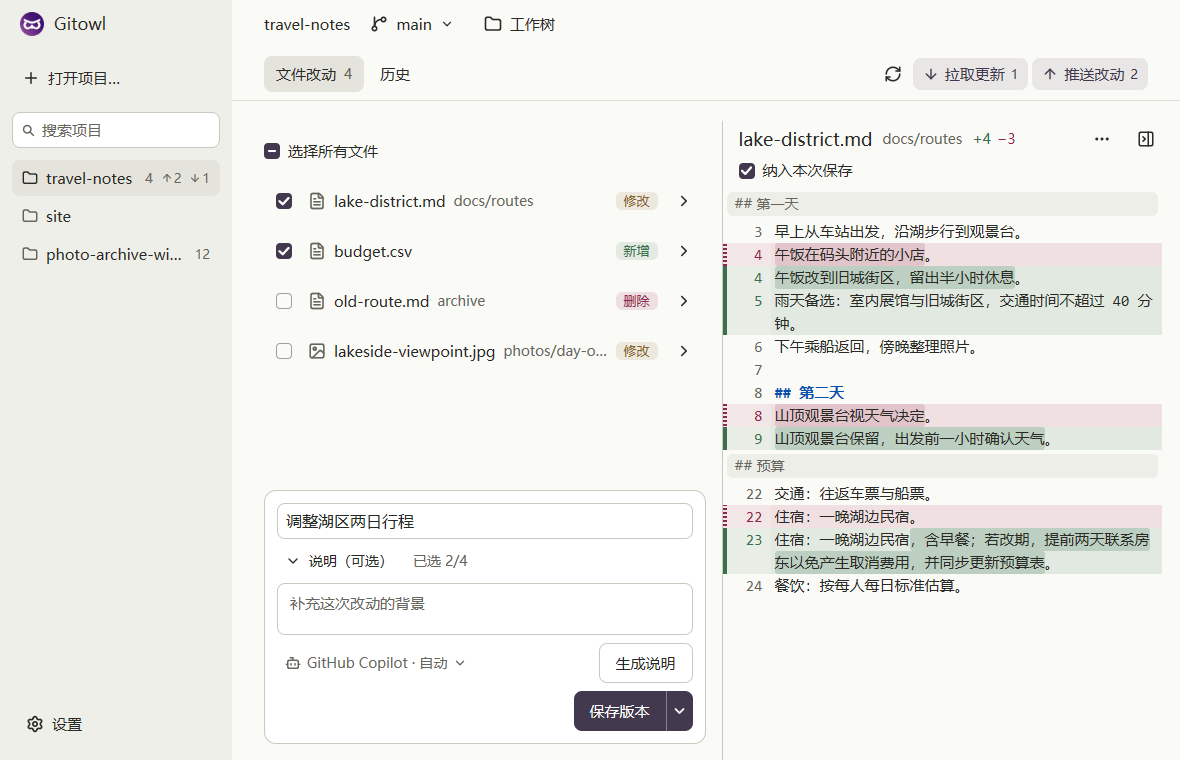 Gitowl
打开项目...
搜索项目
travel-notes 4 ↑2 ↓1
site
photo-archive-wi... 12
设置
travel-notes main 工作树
文件改动 4 历史 拉取更新 1 推送改动 2
选择所有文件
lake-district.md docs/routes 修改
budget.csv 新增
old-route.md archive 删除
lakeside-viewpoint.jpg photos/day-o... 修改
调整湖区两日行程
说明（可选） 已选 2/4
补充这次改动的背景
GitHub Copilot · 自动 生成说明
保存版本
lake-district.md docs/routes +4 −3
纳入本次保存
## 第一天
3 早上从车站出发，沿湖步行到观景台。
4 午饭在码头附近的小店。
4 午饭改到旧城街区，留出半小时休息。
5 雨天备选：室内展馆与旧城街区，交通时间不超过 40 分
钟。
6 下午乘船返回，傍晚整理照片。
7
8 ## 第二天
8 山顶观景台视天气决定。
9 山顶观景台保留，出发前一小时确认天气。
## 预算
22 交通：往返车票与船票。
22 住宿：一晚湖边民宿。
23 住宿：一晚湖边民宿，含早餐；若改期，提前两天联系房
东以免产生取消费用，并同步更新预算表。
24 餐饮：按每人每日标准估算。